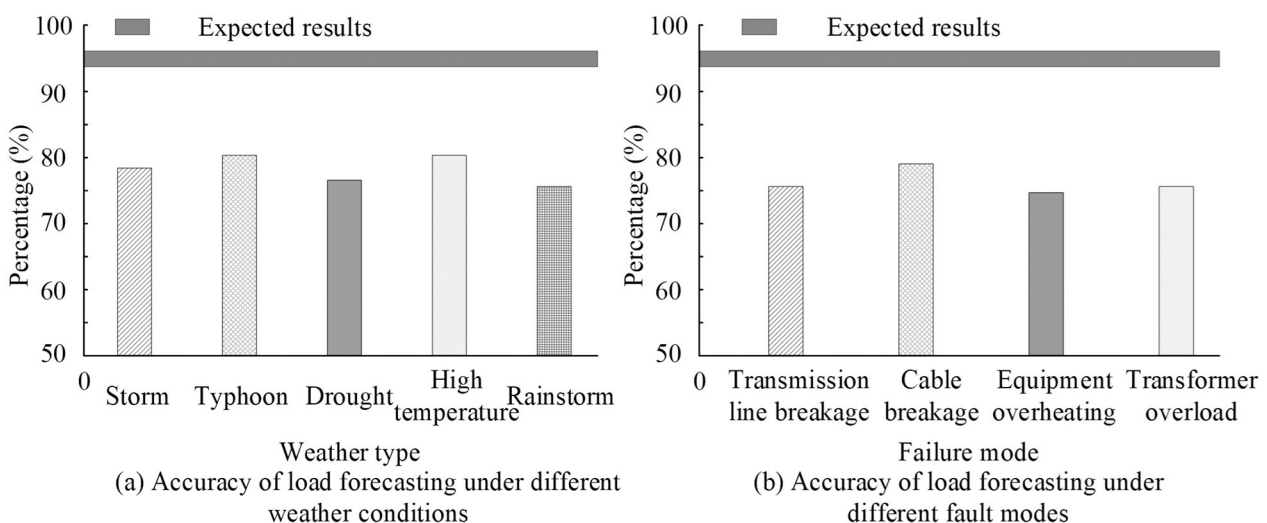 Expected results
Percentage (%)
100
90
80
70
60
50
0
Storm
Typhoon
Drought
High
temperature
Rainstorm
Weather type
(a) Accuracy of load forecasting under different
weather conditions
Expected results
Percentage (%)
100
90
80
70
60
50
0
Transmission
line breakage
Cable
breakage
Equipment
overheating
Transformer
overload
Failure mode
(b) Accuracy of load forecasting under
different fault modes